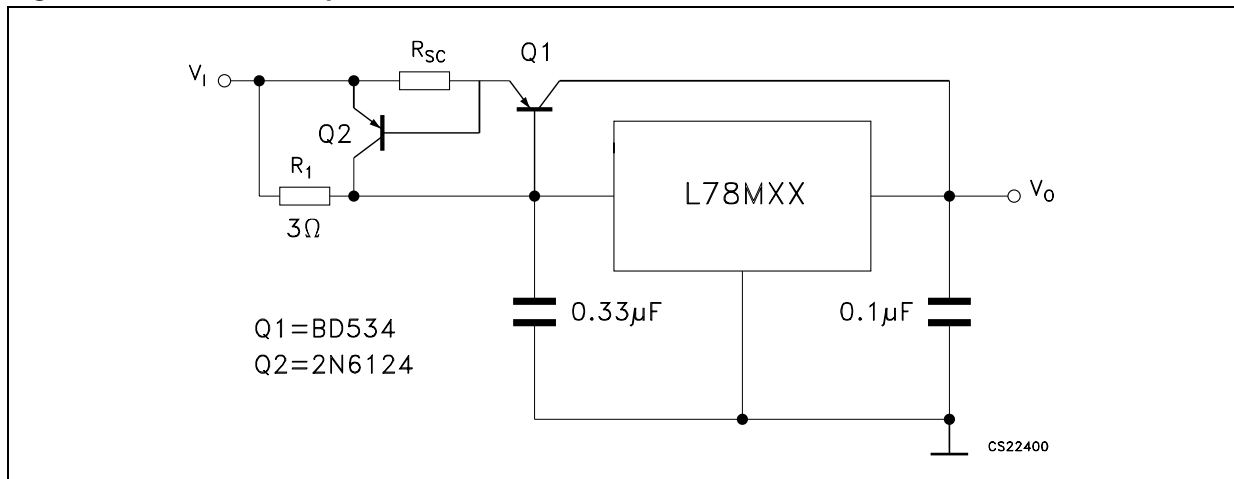 R_SC
Q1
V_I
Q2
R_1
3Ω
L78MXX
V_O
0.33µF
0.1µF
Q1=BD534
Q2=2N6124
CS22400